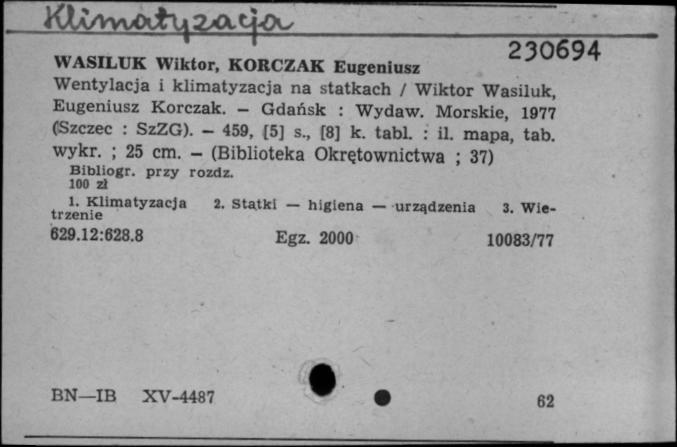 Klimatyzacja
230694
WASILUK Wiktor, KORCZAK Eugeniusz
Wentylacja i klimatyzacja na statkach / Wiktor Wasiluk,
Eugeniusz Korczak. — Gdańsk : Wydaw. Morskie, 1977
(Szczec : SzZG). — 459, [5] s., [8] k. tabl. : il. mapa, tab.
wykr. ; 25 cm. — (Biblioteka Okrętownictwa ; 37)
Bibliogr. przy rozdz.
100 zł
1. Klimatyzacja 2. Statki — higiena — urządzenia 3. Wie-
trzenie
629.12:628.8 Egz. 2000 10083/77
BN—IB XV-4487 62